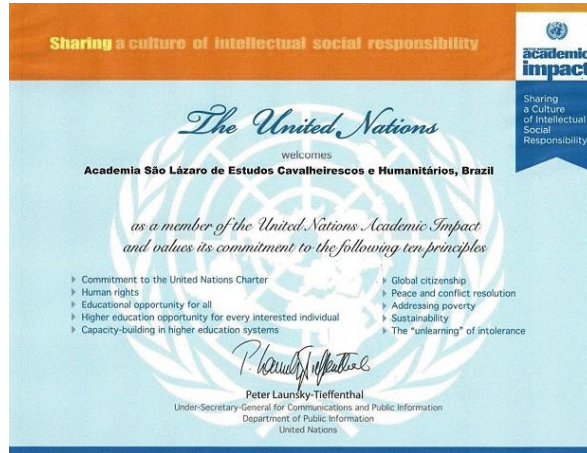 Sharing a culture of intellectual social responsibility
academic
impact
Sharing
a Culture
of Intellectual
Social
Responsibility
The United Nations
welcomes
Academia São Lázaro de Estudos Cavalheirescos e Humanitários, Brazil
as a member of the United Nations Academic Impact
and values its commitment to the following ten principles
Commitment to the United Nations Charter
Human rights
Educational opportunity for all
Higher education opportunity for every interested individual
Capacity-building in higher education systems
Global citizenship
Peace and conflict resolution
Addressing poverty
Sustainability
The "unlearning" of intolerance
Peter Launsky-Tieffenthal
Under-Secretary-General for Communications and Public Information
Department of Public Information
United Nations